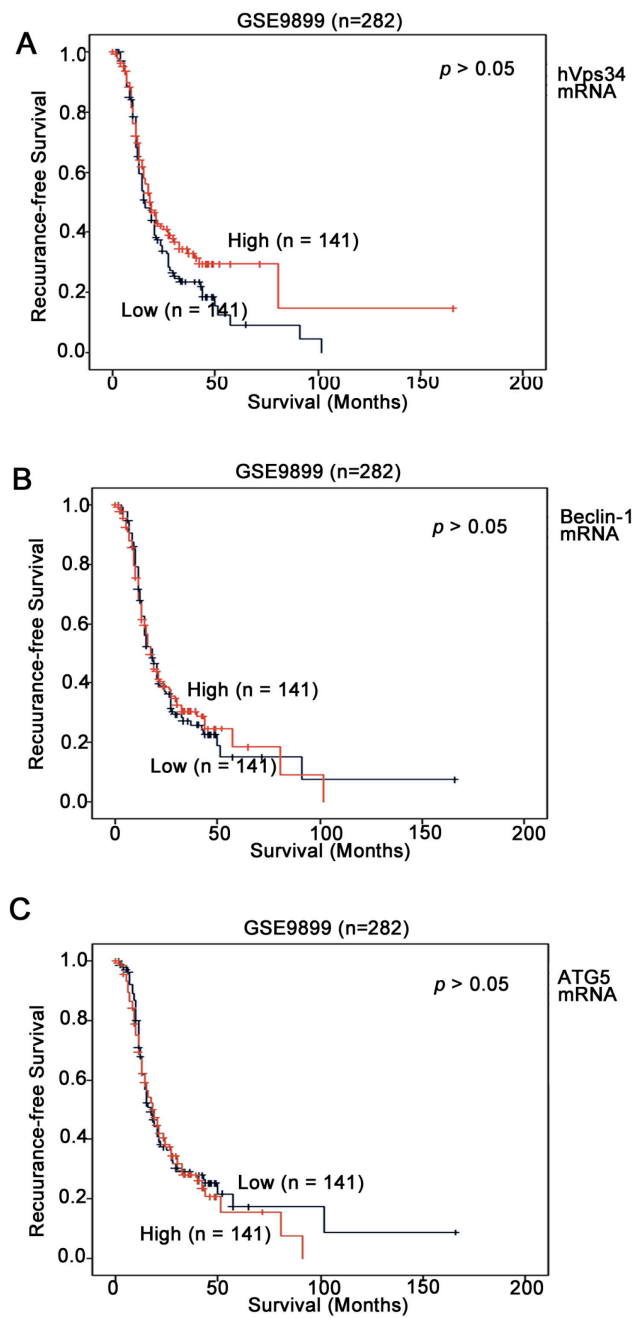 A
GSE9899 (n=282)
p > 0.05
hVps34
mRNA
Recuurance-free Survival
1.0
0.8
0.6
0.4
0.2
0.0
High (n = 141)
Low (n = 141)
0 50 100 150 200
Survival (Months)
B
GSE9899 (n=282)
p > 0.05
Beclin-1
mRNA
Recuurance-free Survival
1.0
0.8
0.6
0.4
0.2
0.0
High (n = 141)
Low (n = 141)
0 50 100 150 200
Survival (Months)
C
GSE9899 (n=282)
p > 0.05
ATG5
mRNA
Recuurance-free Survival
1.0
0.8
0.6
0.4
0.2
0.0
Low (n = 141)
High (n = 141)
0 50 100 150 200
Survival (Months)